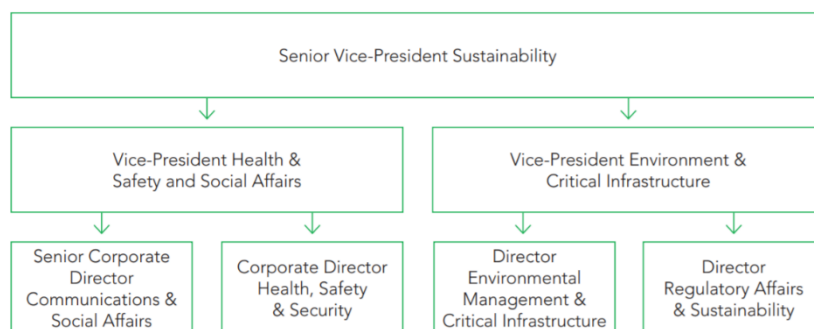 Senior Vice-President Sustainability
Vice-President Health &
Safety and Social Affairs
Vice-President Environment &
Critical Infrastructure
Senior Corporate
Director
Communications &
Social Affairs
Corporate Director
Health, Safety
& Security
Director
Environmental
Management &
Critical Infrastructure
Director
Regulatory Affairs
& Sustainability